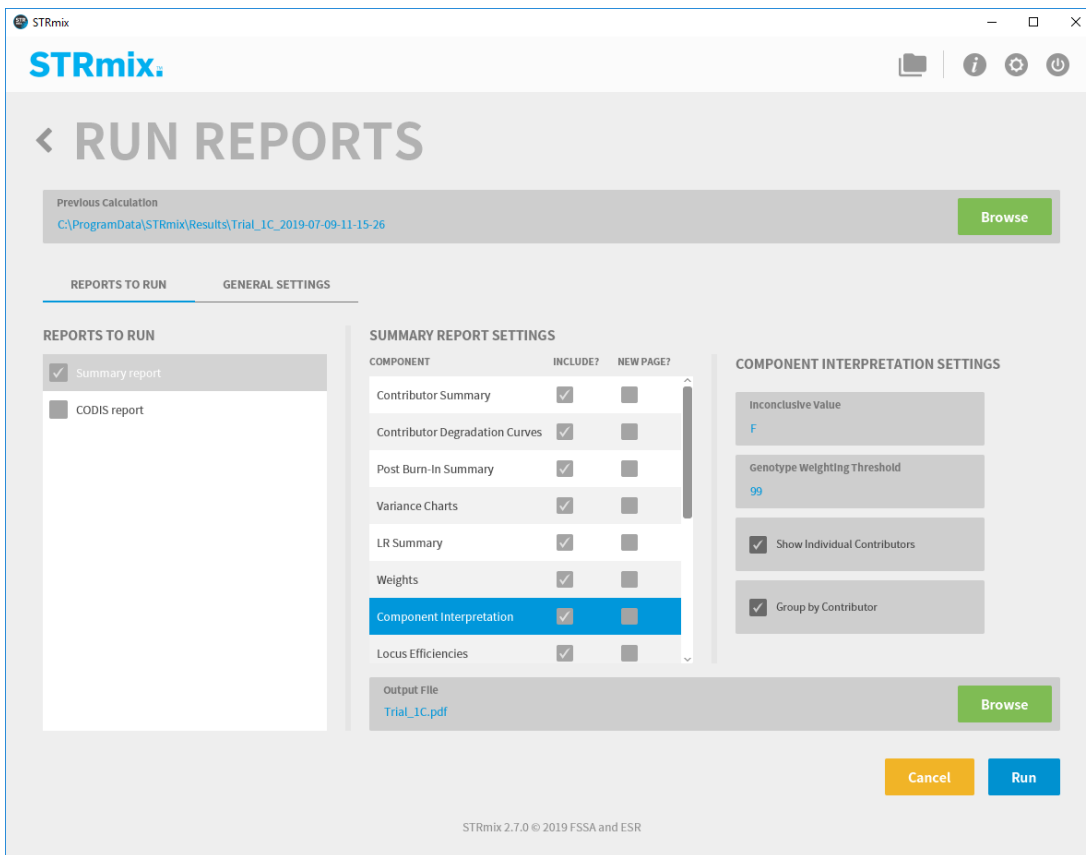 STRmix
STRmix™
RUN REPORTS
Previous Calculation
C:\ProgramData\STRmix\Results\Trial_1C_2019-07-09-11-15-26
Browse
REPORTS TO RUN
GENERAL SETTINGS
REPORTS TO RUN
Summary report
CODIS report
SUMMARY REPORT SETTINGS
COMPONENT INCLUDE? NEW PAGE?
Contributor Summary
Contributor Degradation Curves
Post Burn-In Summary
Variance Charts
LR Summary
Weights
Component Interpretation
Locus Efficiencies
COMPONENT INTERPRETATION SETTINGS
Inconclusive Value
F
Genotype Weighting Threshold
99
Show Individual Contributors
Group by Contributor
Output File
Trial_1C.pdf
Browse
Cancel
Run
STRmix 2.7.0 © 2019 FSSA and ESR